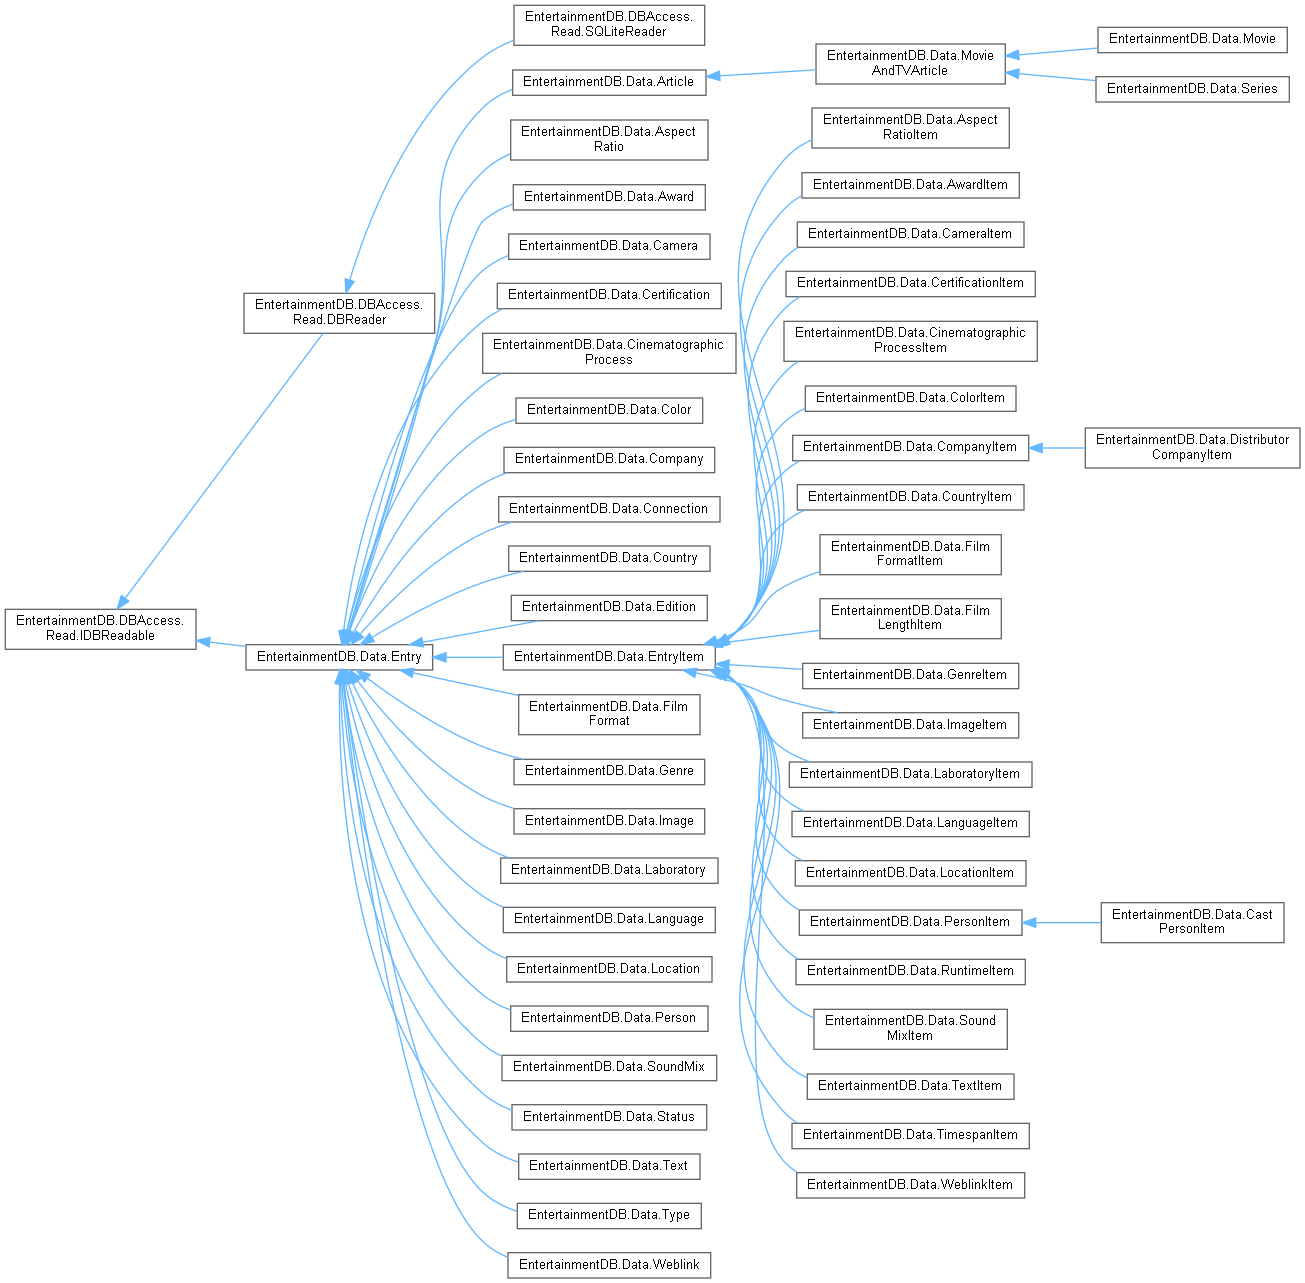 EntertainmentDB.DBAccess.
Read.IDBReadable
EntertainmentDB.DBAccess.
Read.DBReader
EntertainmentDB.Data.Entry
EntertainmentDB.DBAccess.
Read.SQLiteReader
EntertainmentDB.Data.Article
EntertainmentDB.Data.Aspect
Ratio
EntertainmentDB.Data.Award
EntertainmentDB.Data.Camera
EntertainmentDB.Data.Certification
EntertainmentDB.Data.Cinematographic
Process
EntertainmentDB.Data.Color
EntertainmentDB.Data.Company
EntertainmentDB.Data.Connection
EntertainmentDB.Data.Country
EntertainmentDB.Data.Edition
EntertainmentDB.Data.EntryItem
EntertainmentDB.Data.Film
Format
EntertainmentDB.Data.Genre
EntertainmentDB.Data.Image
EntertainmentDB.Data.Laboratory
EntertainmentDB.Data.Language
EntertainmentDB.Data.Location
EntertainmentDB.Data.Person
EntertainmentDB.Data.SoundMix
EntertainmentDB.Data.Status
EntertainmentDB.Data.Text
EntertainmentDB.Data.Type
EntertainmentDB.Data.Weblink
EntertainmentDB.Data.Movie
AndTVArticle
EntertainmentDB.Data.Aspect
RatioItem
EntertainmentDB.Data.AwardItem
EntertainmentDB.Data.CameraItem
EntertainmentDB.Data.CertificationItem
EntertainmentDB.Data.Cinematographic
ProcessItem
EntertainmentDB.Data.ColorItem
EntertainmentDB.Data.CompanyItem
EntertainmentDB.Data.CountryItem
EntertainmentDB.Data.Film
FormatItem
EntertainmentDB.Data.Film
LengthItem
EntertainmentDB.Data.GenreItem
EntertainmentDB.Data.ImageItem
EntertainmentDB.Data.LaboratoryItem
EntertainmentDB.Data.LanguageItem
EntertainmentDB.Data.LocationItem
EntertainmentDB.Data.PersonItem
EntertainmentDB.Data.RuntimeItem
EntertainmentDB.Data.Sound
MixItem
EntertainmentDB.Data.TextItem
EntertainmentDB.Data.TimespanItem
EntertainmentDB.Data.WeblinkItem
EntertainmentDB.Data.Movie
EntertainmentDB.Data.Series
EntertainmentDB.Data.Distributor
CompanyItem
EntertainmentDB.Data.Cast
PersonItem